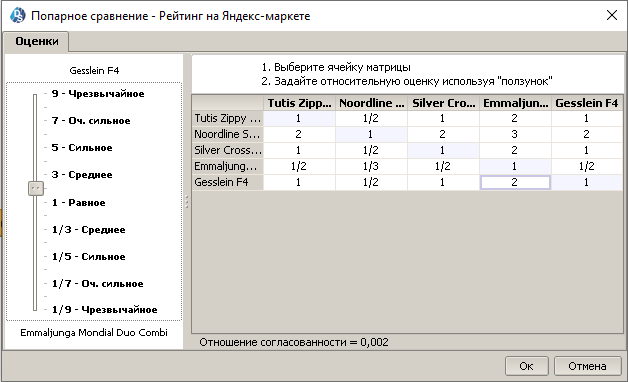 Попарное сравнение - Рейтинг на Яндекс-маркете
Оценки
Gesslein F4
9 - Чрезвычайное
7 - Оч. сильное
5 - Сильное
3 - Среднее
1 - Равное
1/3 - Среднее
1/5 - Сильное
1/7 - Оч. сильное
1/9 - Чрезвычайное
Emmaljunga Mondial Duo Combi
1. Выберите ячейку матрицы
2. Задайте относительную оценку используя "ползунок"
Tutis Zipp... Noordline ... Silver Cro... Emmaljun... Gesslein F4
Tutis Zippy ... 1 1/2 1 2 1
Noordline S... 2 1 2 3 2
Silver Cross... 1 1/2 1 2 1
Emmaljung... 1/2 1/3 1/2 1 1/2
Gesslein F4 1 1/2 1 2 1
Отношение согласованности = 0,002
Ок Отмена